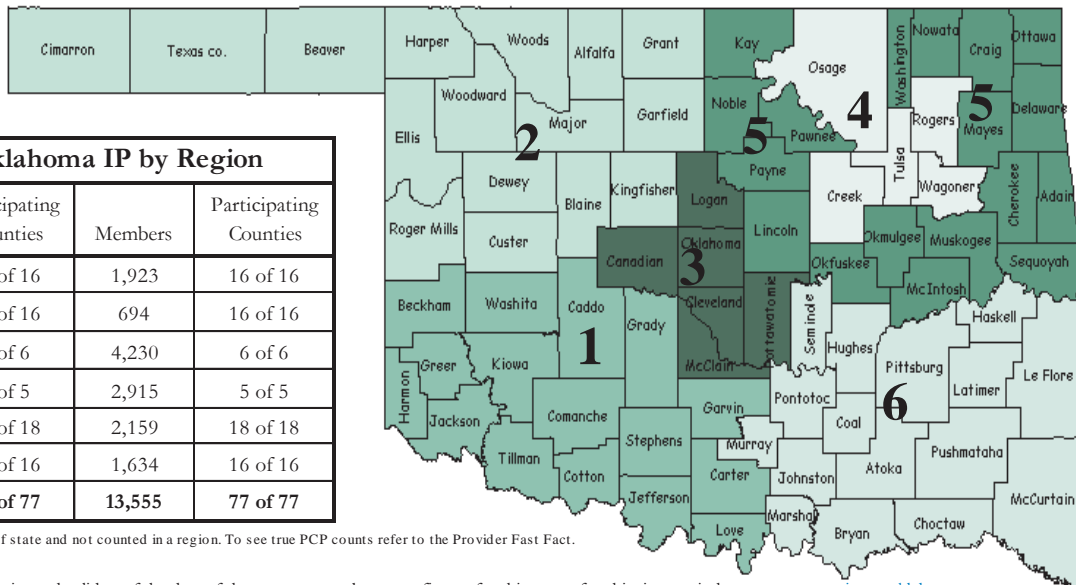 klahoma IP by Region
cipating
unties
Members
Participating
Counties
of 16 1,923 16 of 16
of 16 694 16 of 16
of 6 4,230 6 of 6
of 5 2,915 5 of 5
of 18 2,159 18 of 18
of 16 1,634 16 of 16
of 77 13,555 77 of 77
f state and not counted in a region. To see true PCP counts refer to the Provider Fast Fact.
Cimarron
Texas co.
Beaver
Harper
Woods
Alfalfa
Grant
Kay
Osage
Washington
Nowata
Craig
Ottawa
Ellis
Woodward
Major
Garfield
Noble
Pawnee
Rogers
Mayes
Delaware
2
5
4
5
Roger Mills
Dewey
Custer
Blaine
Kingfisher
Logan
Payne
Creek
Tulsa
Wagoner
Cherokee
Adair
Canadian
Oklahoma
Lincoln
Okmulgee
Muskogee
Okfuskee
McIntosh
Sequoyah
3
Beckham
Washita
Caddo
Grady
Cleveland
McClain
Pottawatomie
Seminole
Hughes
Haskell
Pittsburg
Latimer
Le Flore
1
6
Harmon
Greer
Kiowa
Jackson
Comanche
Tillman
Cotton
Stephens
Jefferson
Garvin
Murray
Carter
Love
Pontotoc
Coal
Johnston
Marshal
Atoka
Bryan
Pushmataha
Choctaw
McCurtain